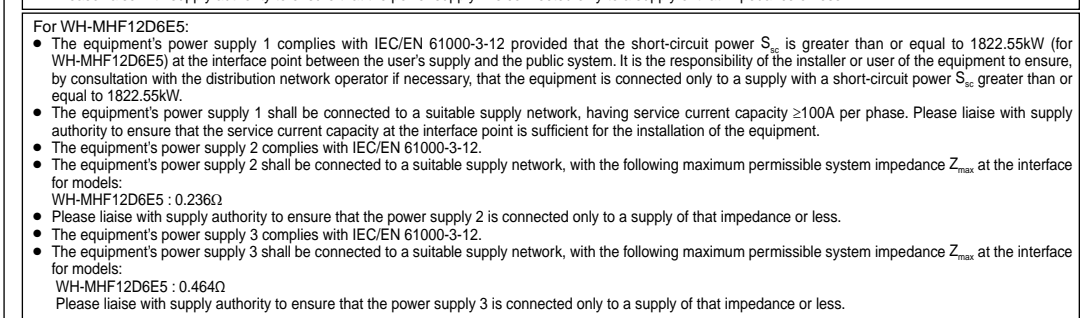 For WH-MHF12D6E5:
● The equipment's power supply 1 complies with IEC/EN 61000-3-12 provided that the short-circuit power Ssc is greater than or equal to 1822.55kW (for
WH-MHF12D6E5) at the interface point between the user's supply and the public system. It is the responsibility of the installer or user of the equipment to ensure,
by consultation with the distribution network operator if necessary, that the equipment is connected only to a supply with a short-circuit power Ssc greater than or
equal to 1822.55kW.
● The equipment's power supply 1 shall be connected to a suitable supply network, having service current capacity ≥100A per phase. Please liaise with supply
authority to ensure that the service current capacity at the interface point is sufficient for the installation of the equipment.
● The equipment's power supply 2 complies with IEC/EN 61000-3-12.
● The equipment's power supply 2 shall be connected to a suitable supply network, with the following maximum permissible system impedance Zmax at the interface
for models:
WH-MHF12D6E5 : 0.236Ω
● Please liaise with supply authority to ensure that the power supply 2 is connected only to a supply of that impedance or less.
● The equipment's power supply 3 complies with IEC/EN 61000-3-12.
● The equipment's power supply 3 shall be connected to a suitable supply network, with the following maximum permissible system impedance Zmax at the interface
for models:
WH-MHF12D6E5 : 0.464Ω
Please liaise with supply authority to ensure that the power supply 3 is connected only to a supply of that impedance or less.